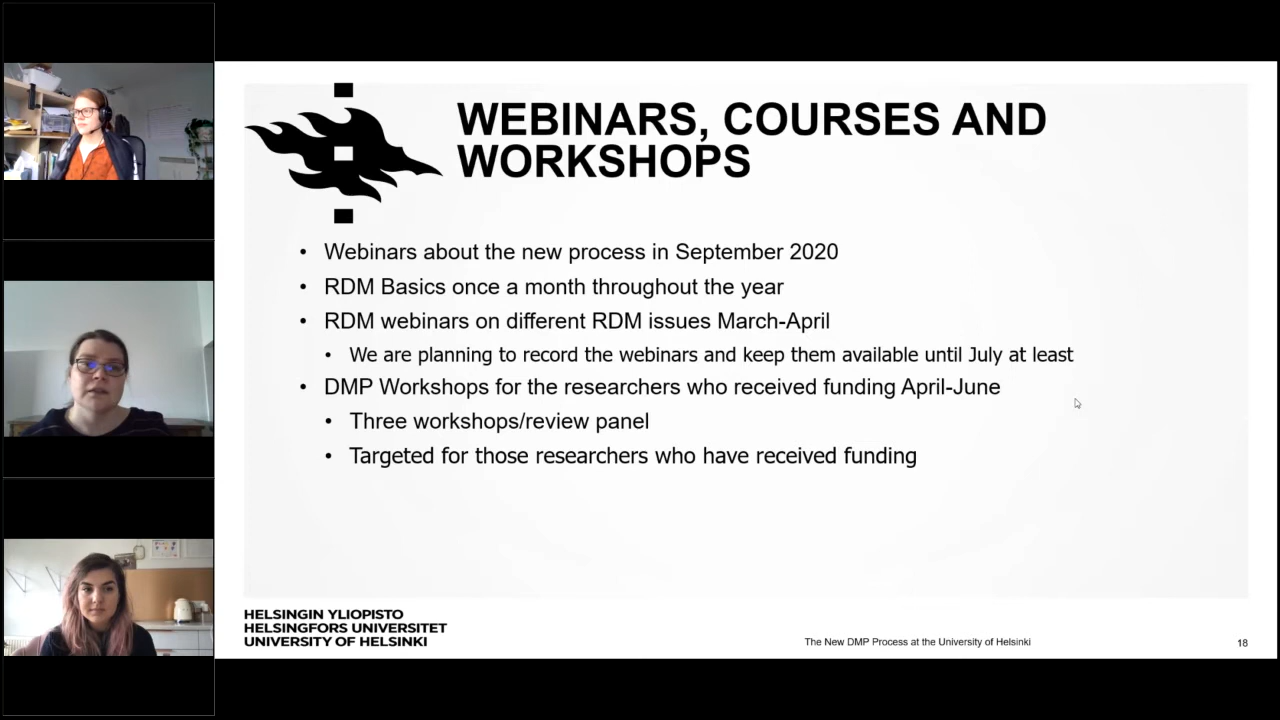 WEBINARS, COURSES AND
WORKSHOPS
• Webinars about the new process in September 2020
• RDM Basics once a month throughout the year
• RDM webinars on different RDM issues March-April
• We are planning to record the webinars and keep them available until July at least
• DMP Workshops for the researchers who received funding April-June
• Three workshops/review panel
• Targeted for those researchers who have received funding
HELSINGIN YLIOPISTO
HELSINGFORS UNIVERSITET
UNIVERSITY OF HELSINKI
The New DMP Process at the University of Helsinki
18